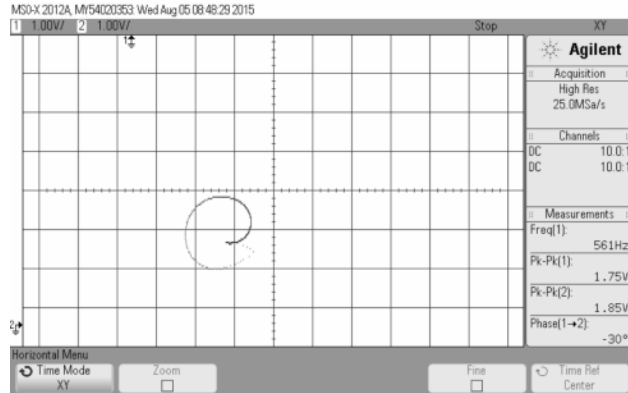 MSO-X 2012A, MY54020353: Wed Aug 05 08:48:29 2015
1 1.00V/ 2 1.00V/ Stop XY
Agilent
Acquisition
High Res
25.0MSa/s
Channels
DC 10.0:1
DC 10.0:1
Measurements
Freq(1):
561Hz
Pk-Pk(1):
1.75V
Pk-Pk(2):
1.85V
Phase(1→2):
-30°
Horizontal Menu
Time Mode
XY
Zoom
Fine
Time Ref
Center